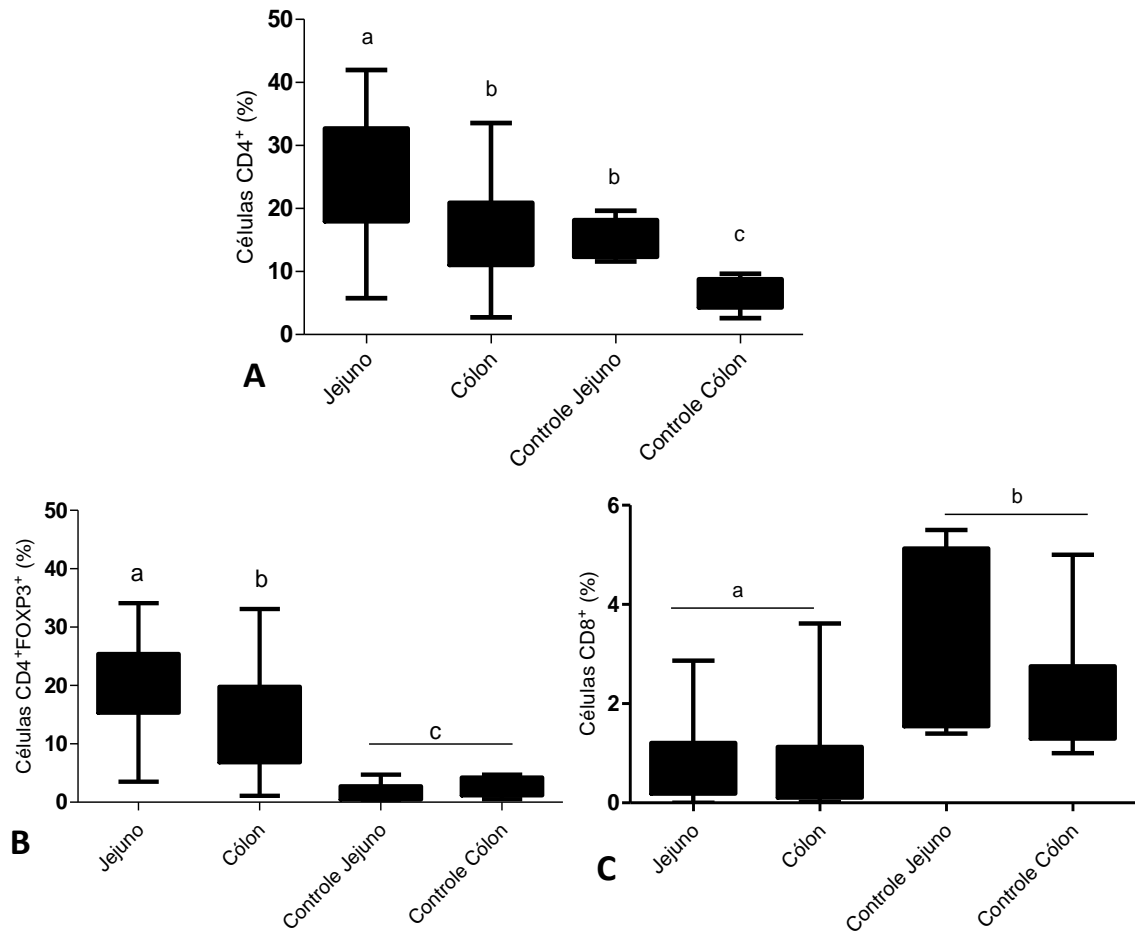 50
40
30
20
10
0
Células CD4⁺ (%)
a
b
b
c
Jejuno
Cólon
Controle Jejuno
Controle Cólon
A
50
40
30
20
10
0
Células CD4⁺FOXP3⁺ (%)
a
b
c
Jejuno
Cólon
Controle Jejuno
Controle Cólon
B
6
4
2
0
Células CD8⁺ (%)
a
b
Jejuno
Cólon
Controle Jejuno
Controle Cólon
C